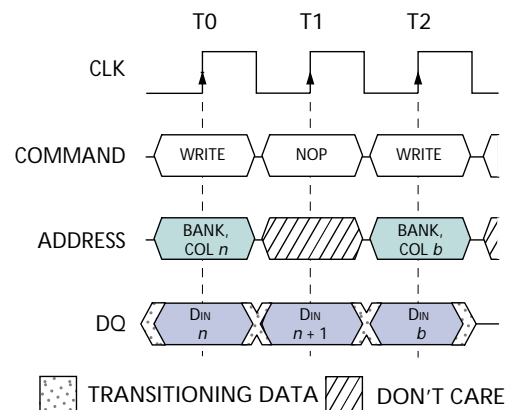 T0 T1 T2
CLK
COMMAND WRITE NOP WRITE
ADDRESS BANK, COL n BANK, COL b
DQ DIN n DIN n + 1 DIN b
TRANSITIONING DATA DON'T CARE